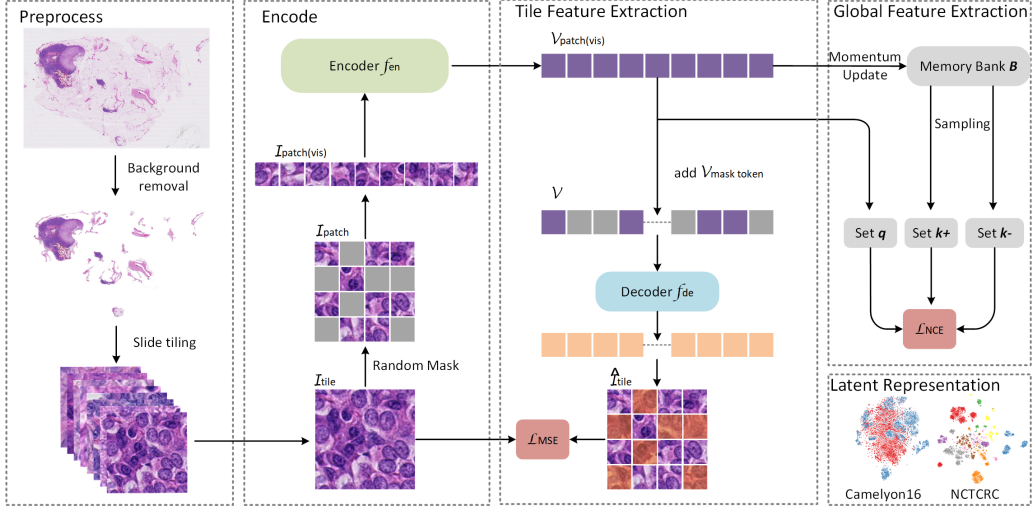 Preprocess
Background
removal
Slide tiling
Encode
Encoder fen
Ipatch(vis)
Ipatch
Random Mask
Itile
Tile Feature Extraction
Vpatch(vis)
add Vmask token
V
Decoder fde
Îtile
LMSE
Global Feature Extraction
Momentum
Update
Memory Bank B
Sampling
Set q
Set k+
Set k-
LNCE
Latent Representation
Camelyon16
NCTCRC